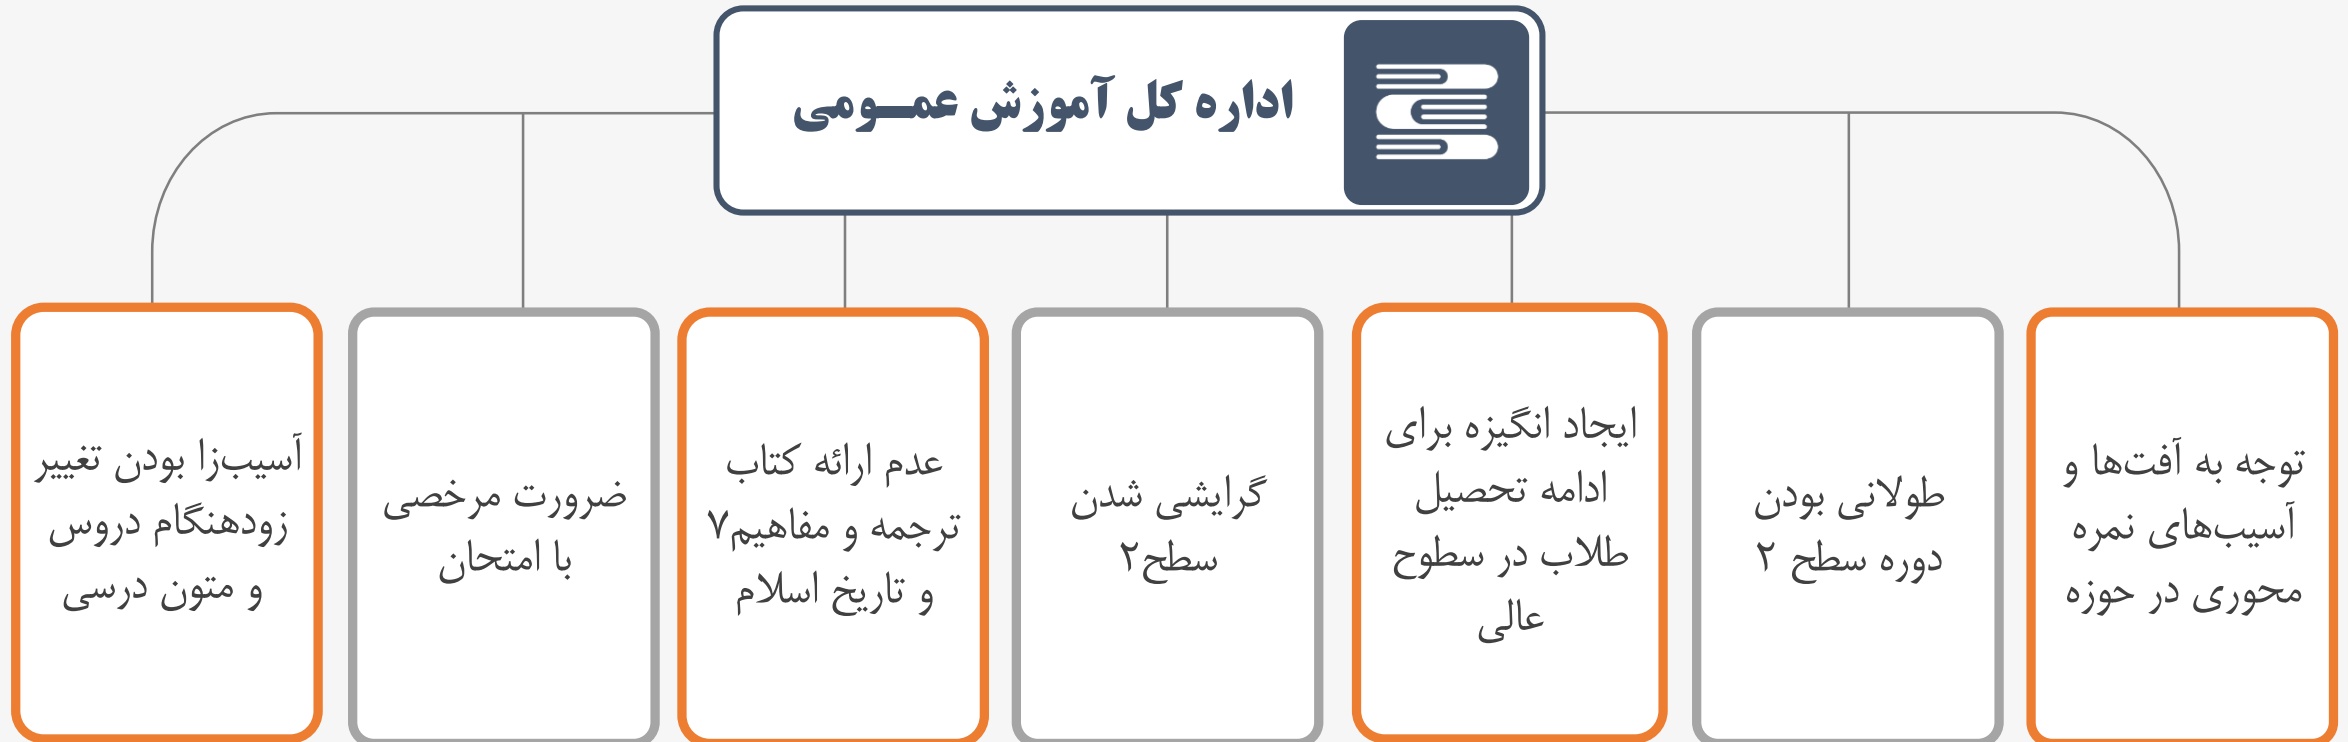 اداره کل آموزش عمــومی
توجه به آفت‌ها و
آسیب‌های نمره
محوری در حوزه
طولانی بودن
دوره سطح ۲
ایجاد انگیزه برای
ادامه تحصیل
طلاب در سطوح
عالی
گرایشی شدن
سطح۲
عدم ارائه کتاب
ترجمه و مفاهیم۷
و تاریخ اسلام
ضرورت مرخصی
با امتحان
آسیب‌زا بودن تغییر
زودهنگام دروس
و متون درسی